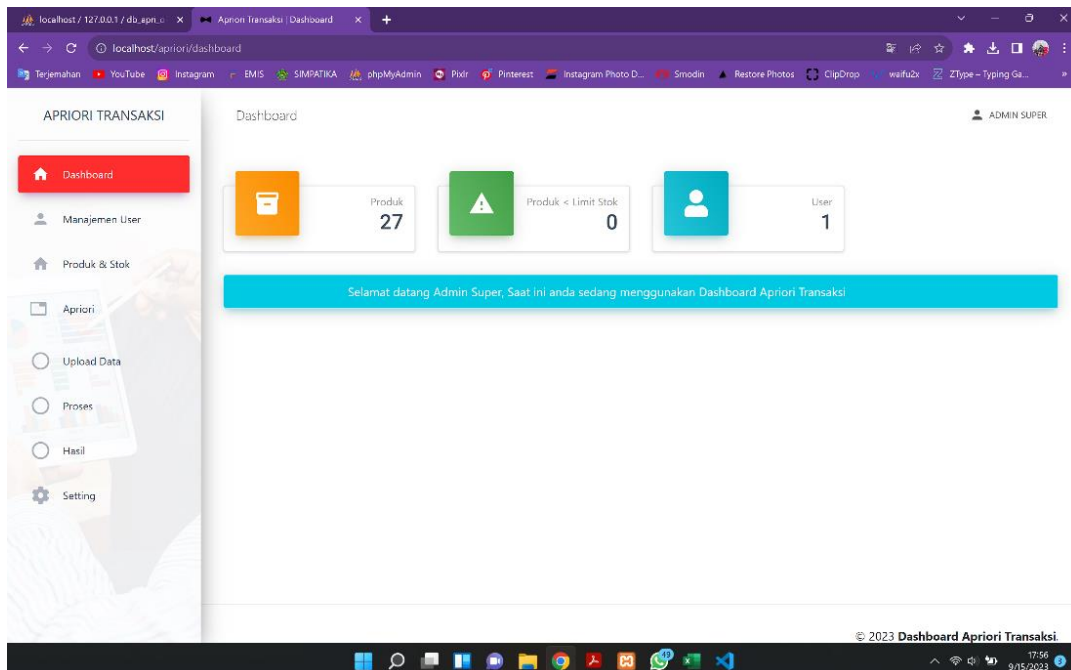 localhost / 127.0.0.1 / db_apri_o
Apriori Transaksi | Dashboard
localhost/apriori/dashboard
Terjemahan
YouTube
Instagram
EMIS
SIMPATIKA
phpMyAdmin
Pixlr
Pinterest
Instagram Photo D...
Smodin
Restore Photos
ClipDrop
waifu2x
ZType – Typing Ga...
APRIORI TRANSAKSI
Dashboard
ADMIN SUPER
Dashboard
Manajemen User
Produk & Stok
Apriori
Upload Data
Proses
Hasil
Setting
Produk
27
Produk < Limit Stok
0
User
1
Selamat datang Admin Super, Saat ini anda sedang menggunakan Dashboard Apriori Transaksi
© 2023 Dashboard Apriori Transaksi.
49
17:56
9/15/2023
3